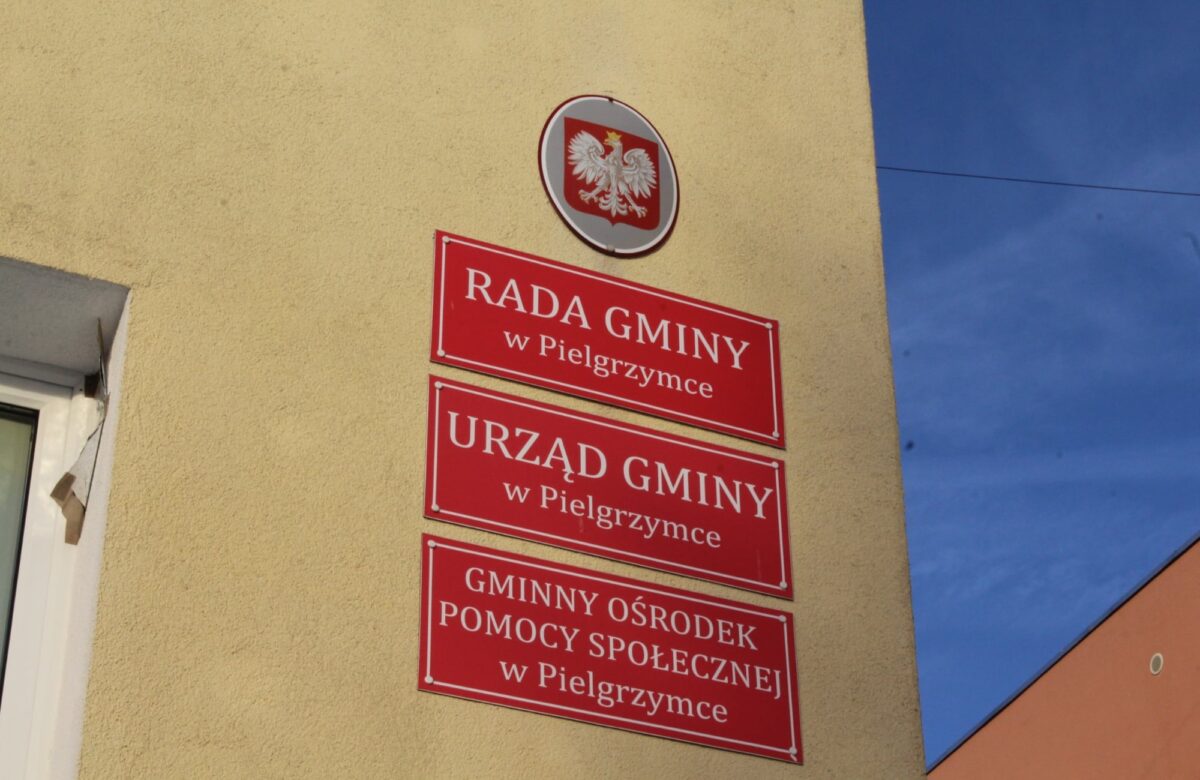 RADA GMINY
w Pielgrzymce
URZĄD GMINY
w Pielgrzymce
GMINNY OŚRODEK
POMOCY SPOŁECZNEJ
w Pielgrzymce